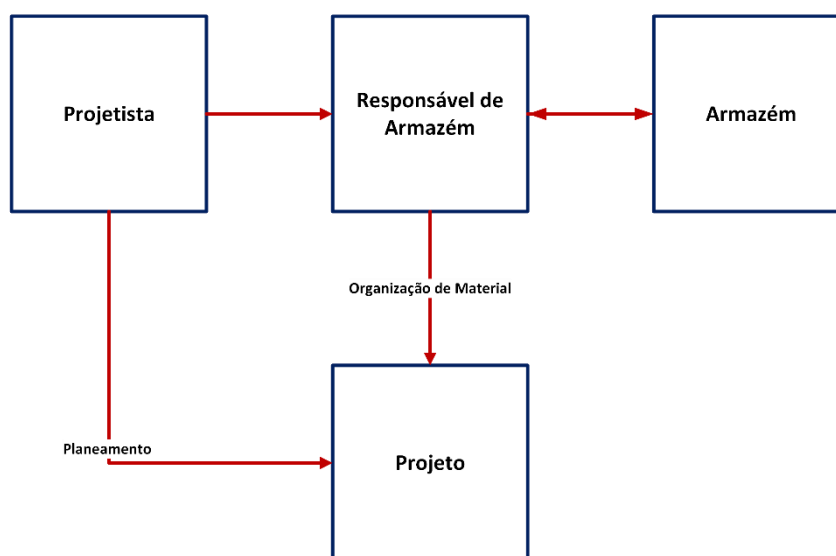 Projetista
Responsável de
Armazém
Armazém
Organização de Material
Planeamento
Projeto